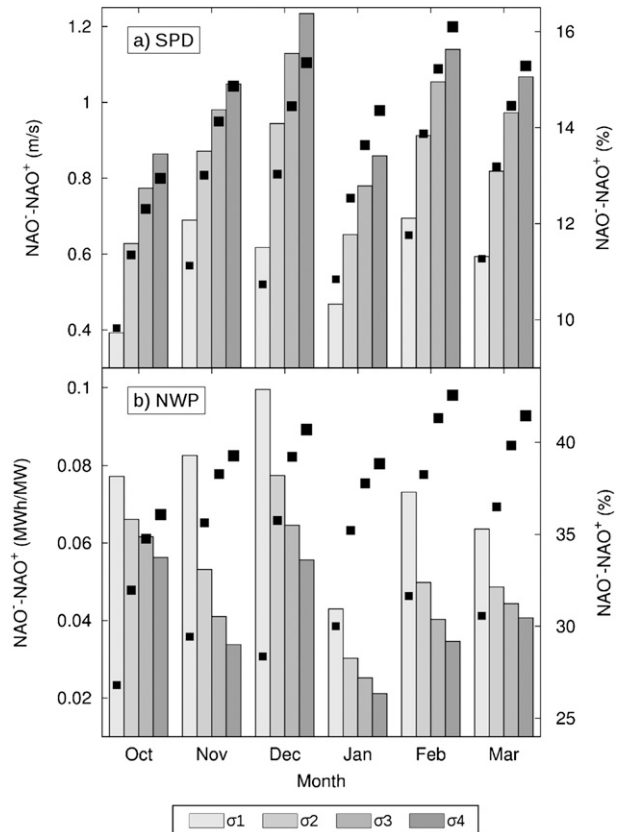 a) SPD
1.2
1
0.8
0.6
0.4
NAO⁻-NAO⁺ (m/s)
16
14
12
10
NAO⁻-NAO⁺ (%)
b) NWP
0.1
0.08
0.06
0.04
0.02
NAO⁻-NAO⁺ (MWh/MW)
40
35
30
25
NAO⁻-NAO⁺ (%)
Oct Nov Dec Jan Feb Mar
Month
σ1 σ2 σ3 σ4